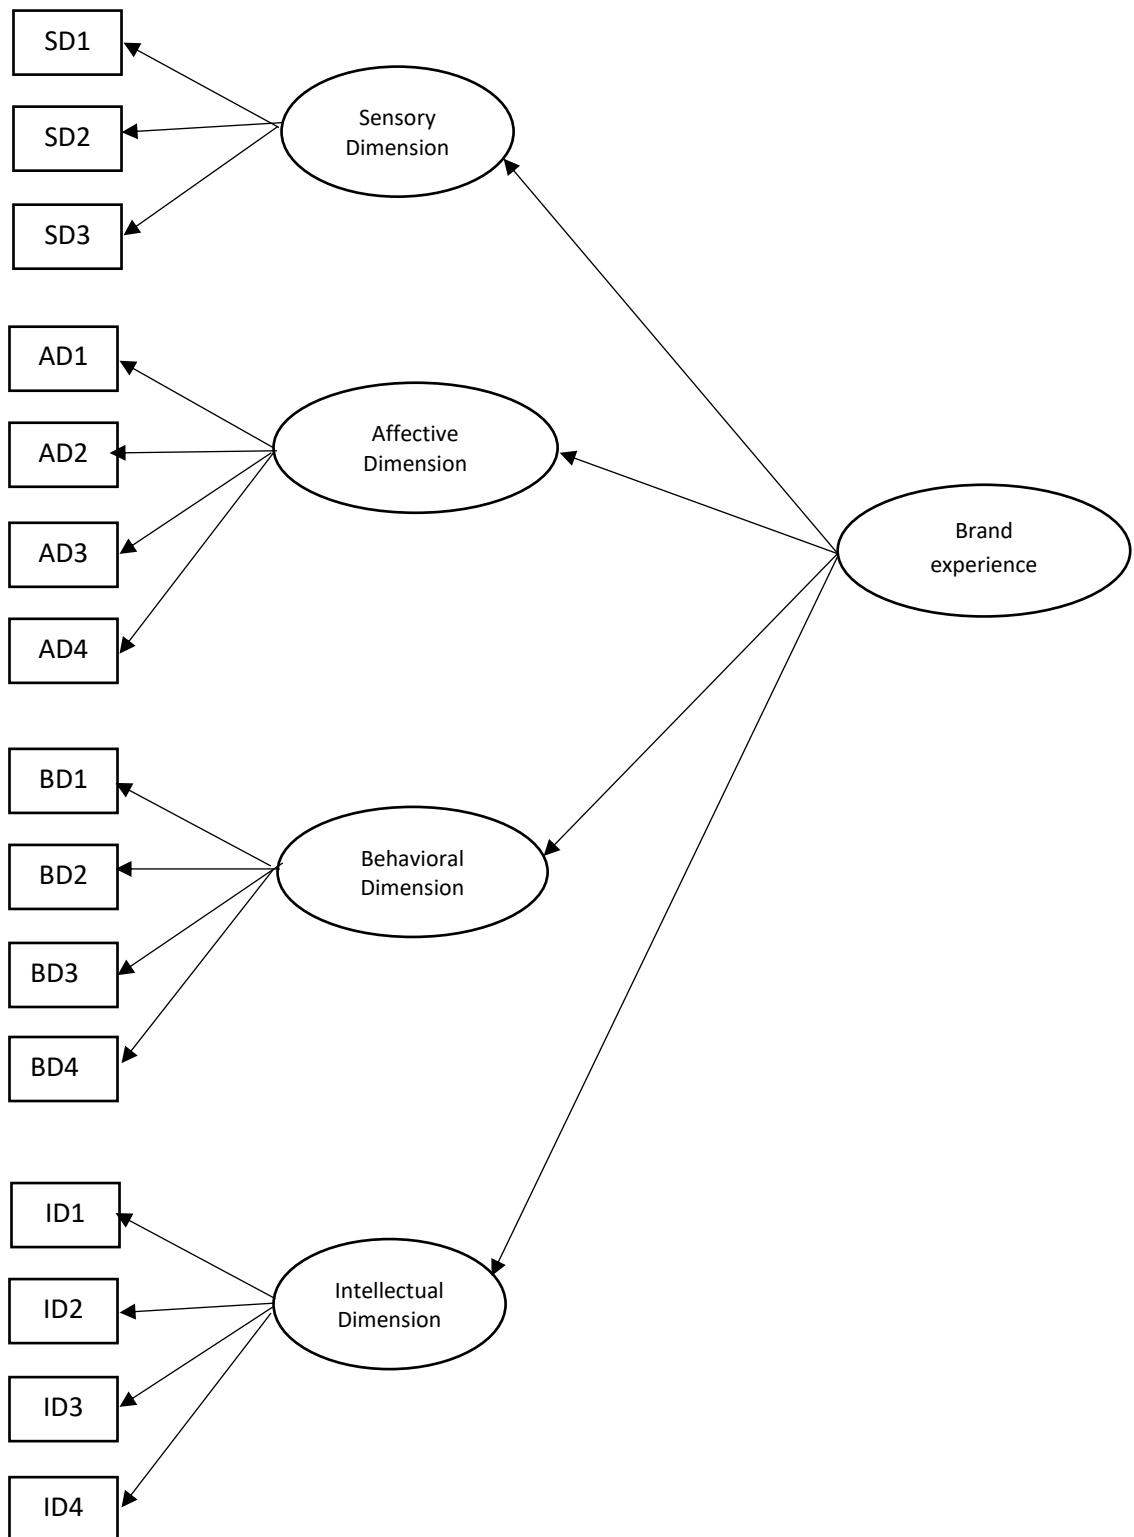 SD1
SD2
SD3
Sensory
Dimension
AD1
AD2
AD3
AD4
Affective
Dimension
Brand
experience
BD1
BD2
BD3
BD4
Behavioral
Dimension
ID1
ID2
ID3
ID4
Intellectual
Dimension